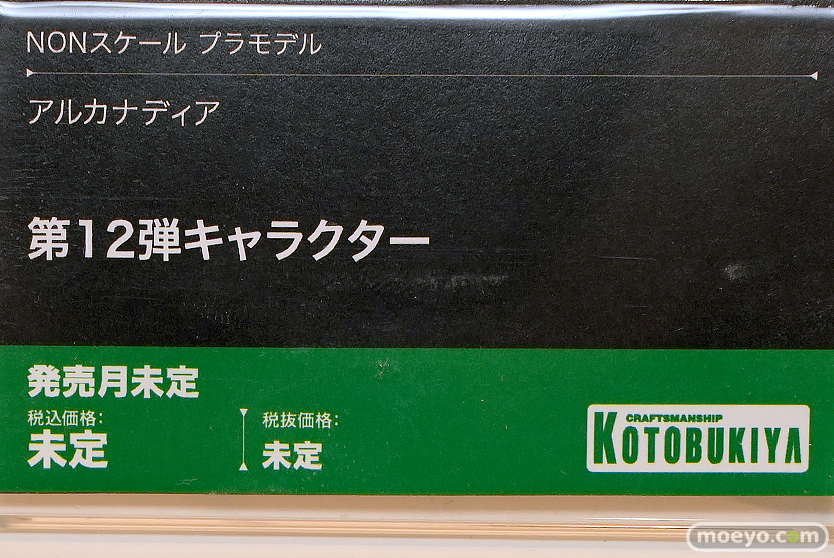 NONスケール プラモデル
アルカナディア
第12弾キャラクター
発売月未定
税込価格:
未定
税抜価格:
未定
CRAFTSMANSHIP
KOTOBUKIYA
moeyo.com